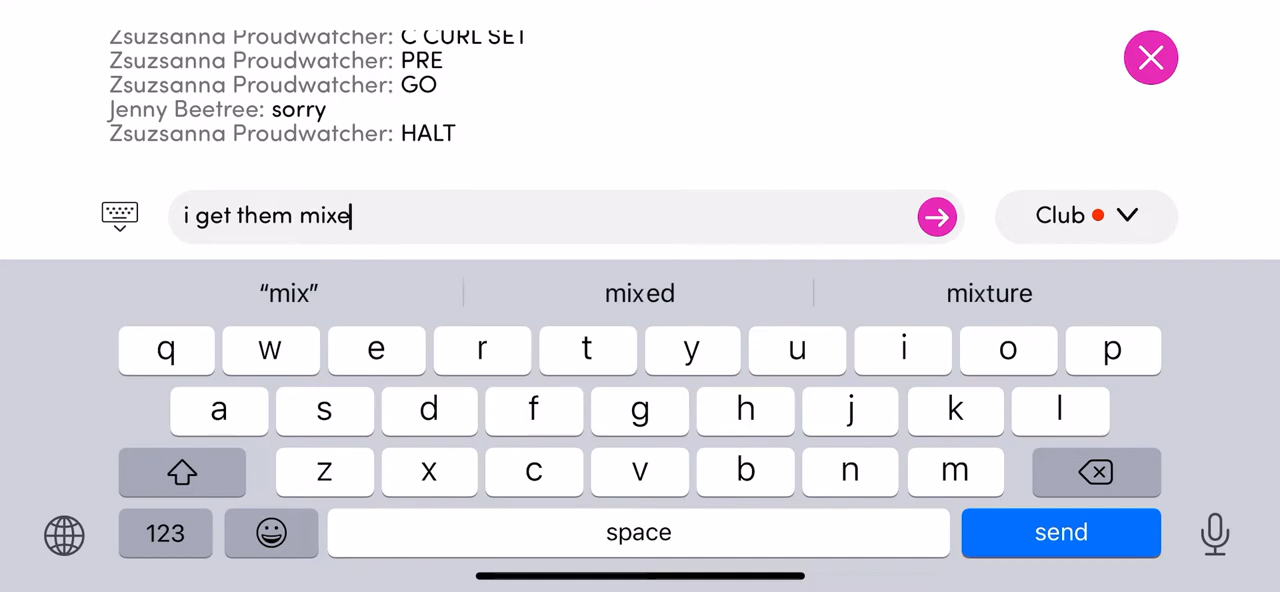 Zsuzsanna Proudwatcher: C CURL SET
Zsuzsanna Proudwatcher: PRE
Zsuzsanna Proudwatcher: GO
Jenny Beetree: sorry
Zsuzsanna Proudwatcher: HALT
i get them mixe
Club
“mix” mixed mixture
q w e r t y u i o p
a s d f g h j k l
z x c v b n m
123 space send